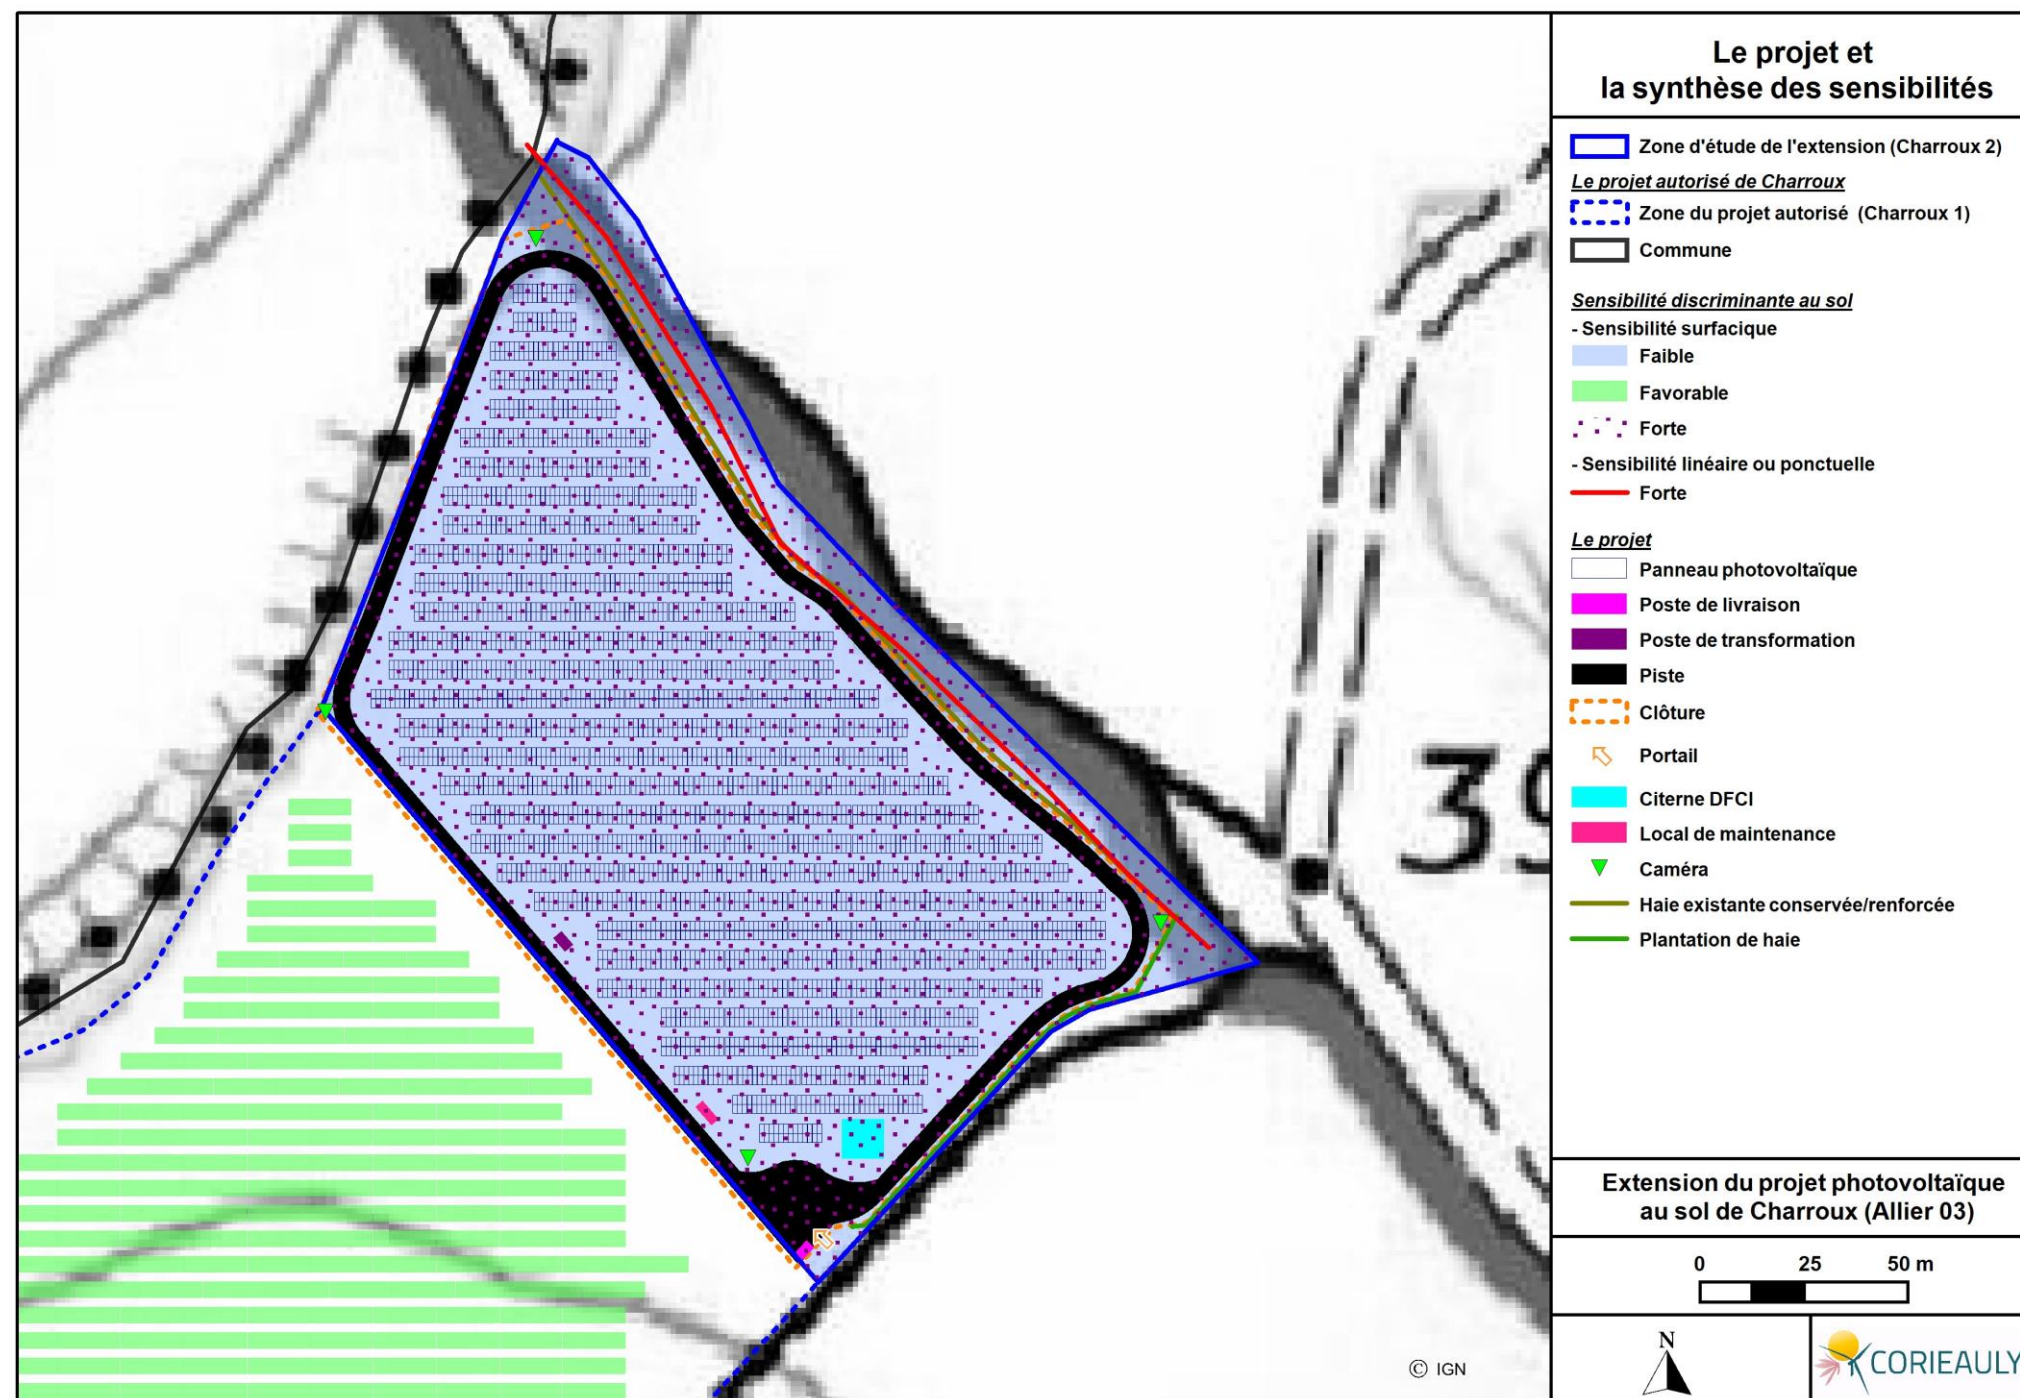 Le projet et
la synthèse des sensibilités
Zone d'étude de l'extension (Charroux 2)
Le projet autorisé de Charroux
Zone du projet autorisé (Charroux 1)
Commune
Sensibilité discriminante au sol
- Sensibilité surfacique
Faible
Favorable
Forte
- Sensibilité linéaire ou ponctuelle
Forte
Le projet
Panneau photovoltaïque
Poste de livraison
Poste de transformation
Piste
Clôture
Portail
Citerne DFCI
Local de maintenance
Caméra
Haie existante conservée/renforcée
Plantation de haie
39
© IGN
Extension du projet photovoltaïque
au sol de Charroux (Allier 03)
0 25 50 m
N
CORIEAULY